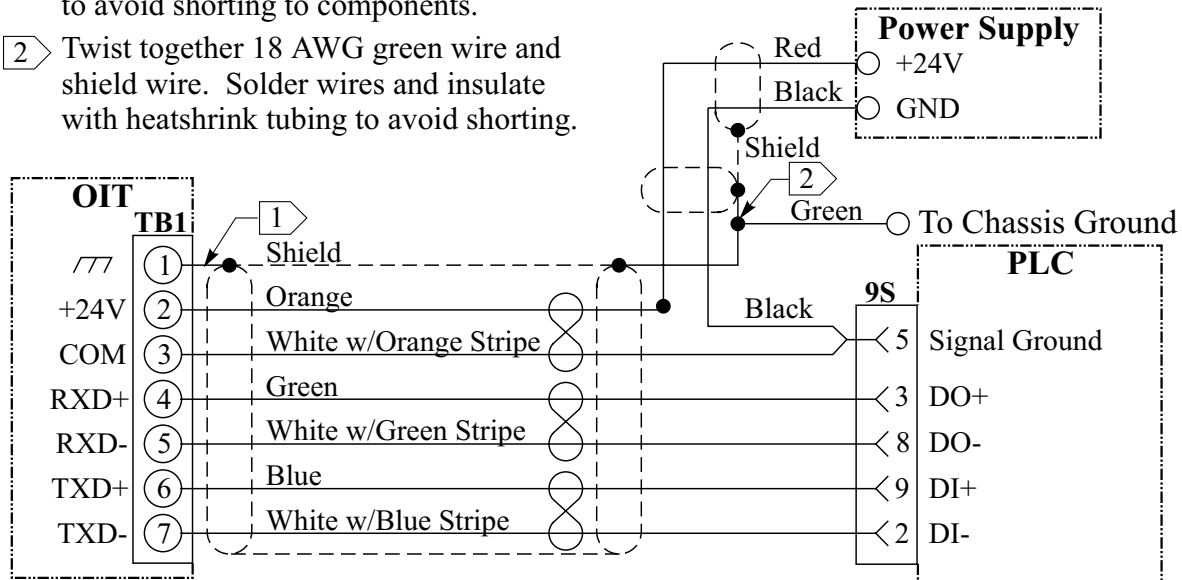 to avoid shorting to components.
2 Twist together 18 AWG green wire and
shield wire. Solder wires and insulate
with heatshrink tubing to avoid shorting.
Power Supply
Red
+24V
Black
GND
Shield
2
Green
To Chassis Ground
OIT
TB1
1
Shield
1
PLC
9S
+24V
2
Orange
Black
COM
3
White w/Orange Stripe
5
Signal Ground
RXD+
4
Green
3
DO+
RXD-
5
White w/Green Stripe
8
DO-
TXD+
6
Blue
9
DI+
TXD-
7
White w/Blue Stripe
2
DI-